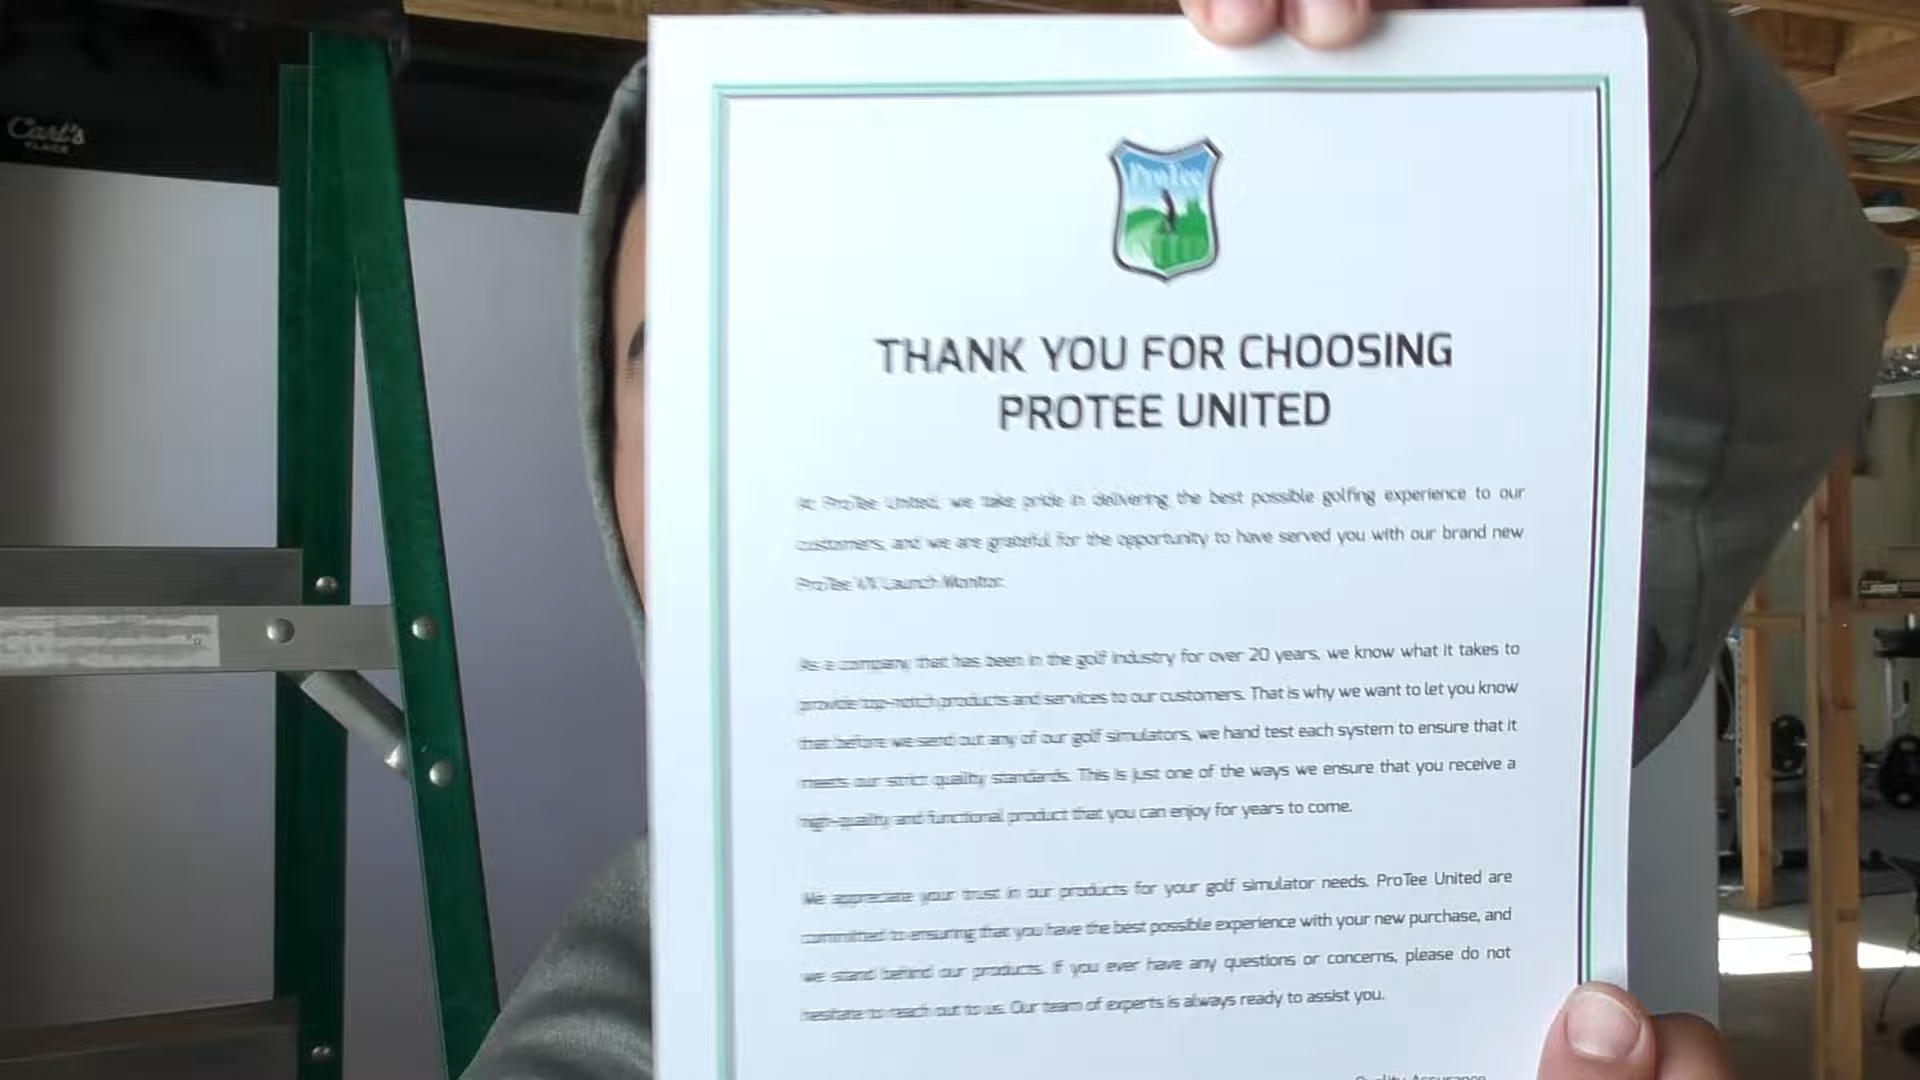 Carl's
PLACE
ProTee
THANK YOU FOR CHOOSING
PROTEE UNITED
At ProTee United, we take pride in delivering the best possible golfing experience to our
customers, and we are grateful for the opportunity to have served you with our brand new
ProTee VX Launch Monitor.
As a company that has been in the golf industry for over 20 years, we know what it takes to
provide top-notch products and services to our customers. That is why we want to let you know
that before we send out any of our golf simulators, we hand test each system to ensure that it
meets our strict quality standards. This is just one of the ways we ensure that you receive a
high-quality and functional product that you can enjoy for years to come.
We appreciate your trust in our products for your golf simulator needs. ProTee United are
committed to ensuring that you have the best possible experience with your new purchase, and
we stand behind our products. If you ever have any questions or concerns, please do not
hesitate to reach out to us. Our team of experts is always ready to assist you.
Quality Assurance